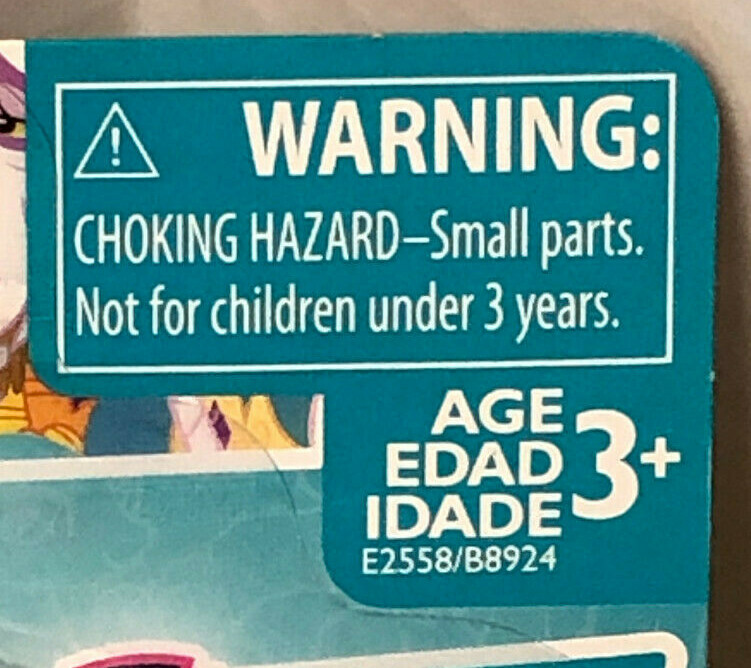 WARNING:
CHOKING HAZARD–Small parts.
Not for children under 3 years.
AGE
EDAD
IDADE
3+
E2558/B8924